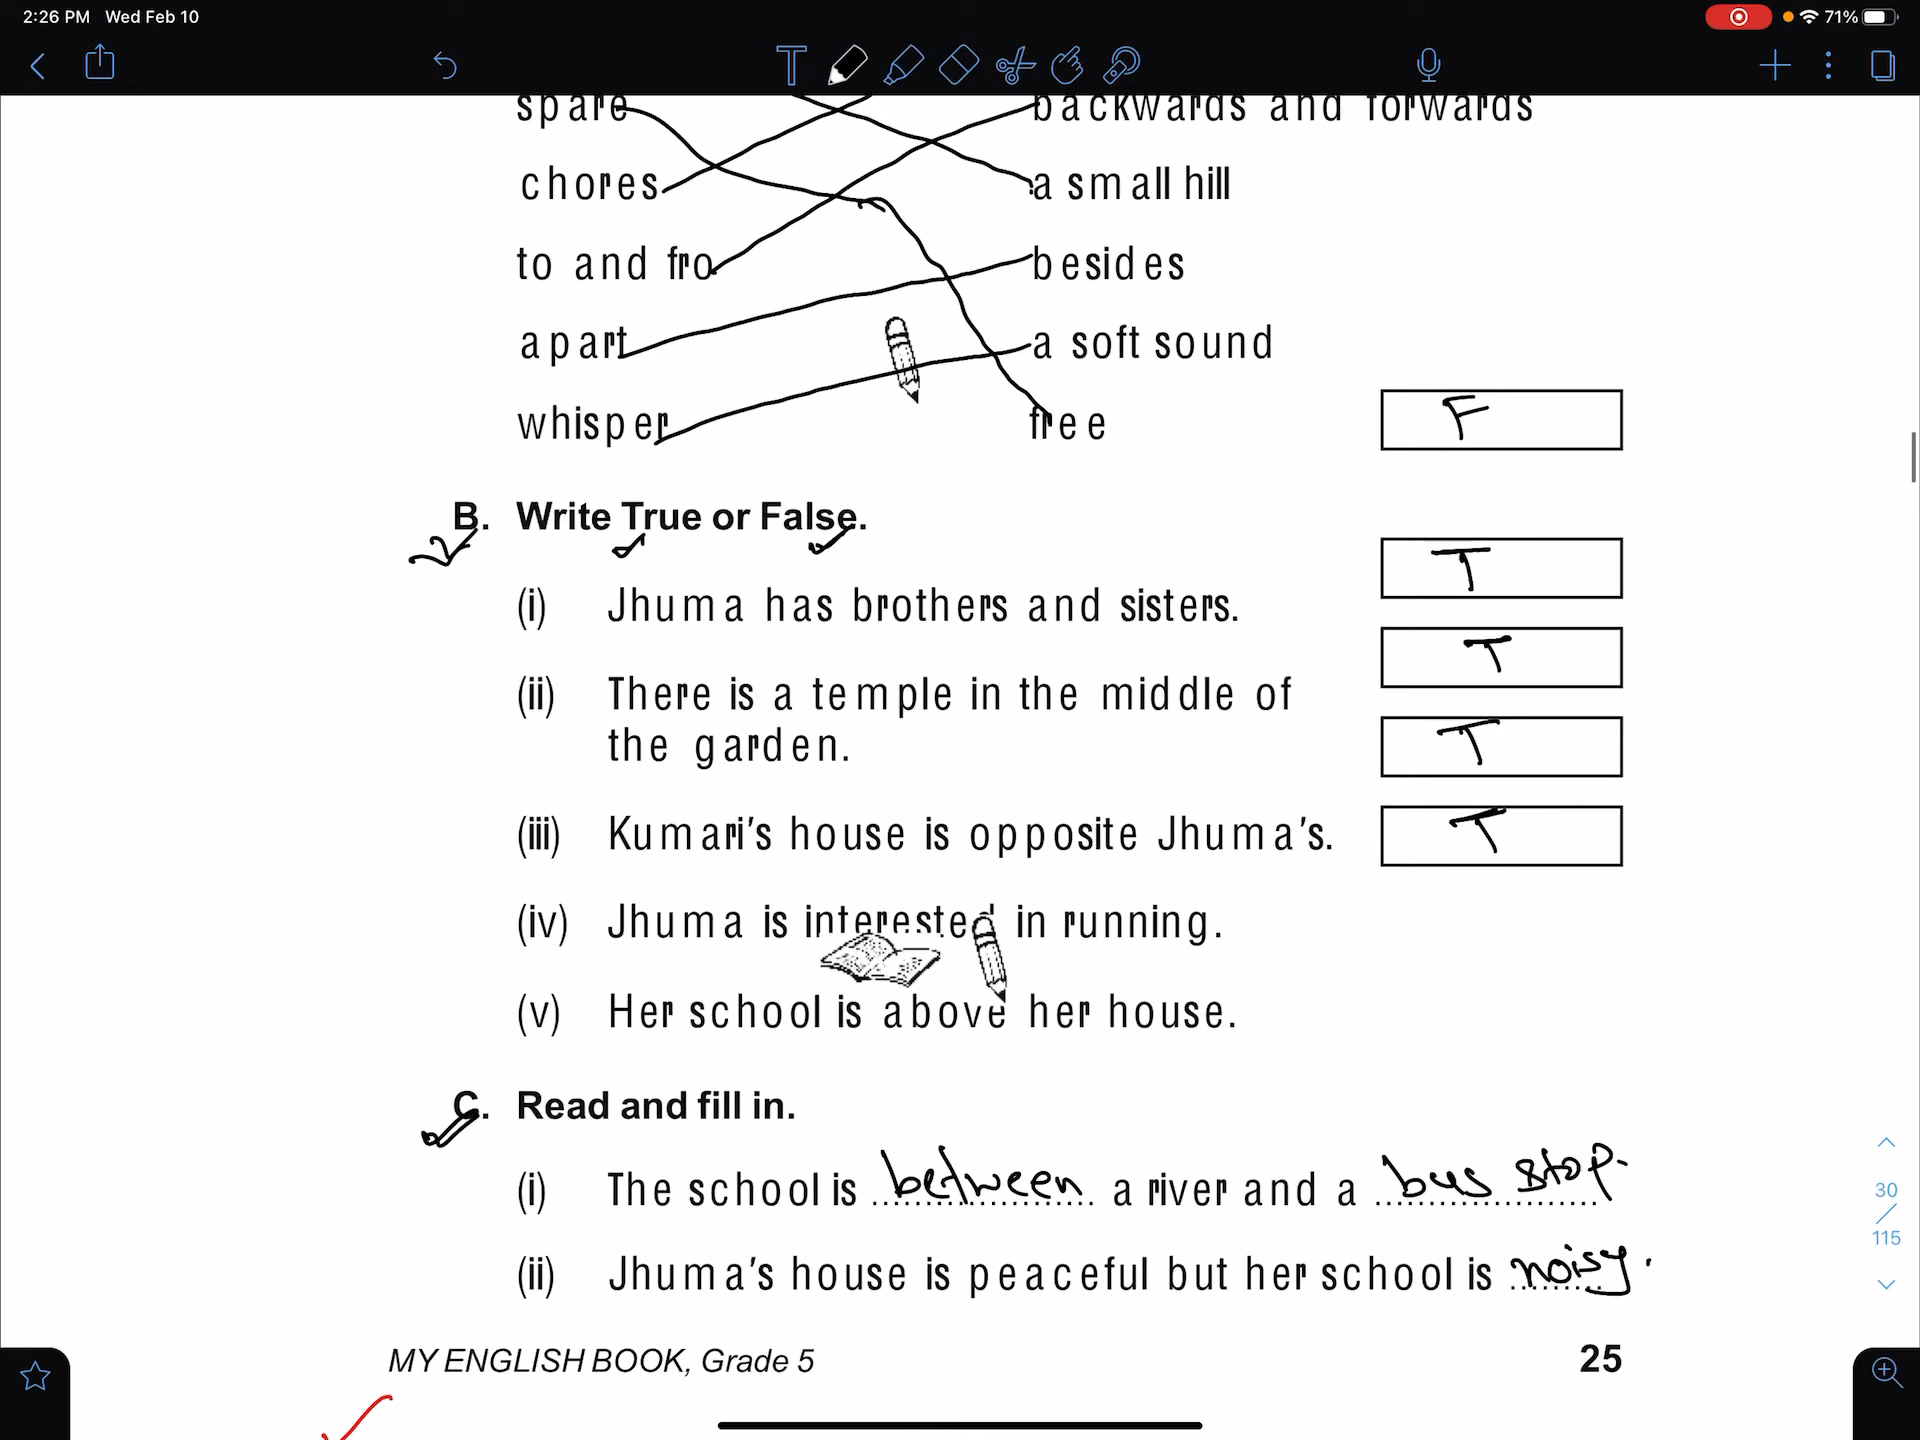 2:26 PM Wed Feb 10
71%
T
spare backwards and forwards
chores a small hill
to and fro besides
apart a soft sound
whisper free F
B. Write True or False.
T
(i) Jhuma has brothers and sisters.
T
(ii) There is a temple in the middle of
the garden.
T
(iii) Kumari's house is opposite Jhuma's.
T
(iv) Jhuma is interested in running.
(v) Her school is above her house.
C. Read and fill in.
(i) The school is between a river and a bus stop.
(ii) Jhuma's house is peaceful but her school is noisy.
30
/
115
MY ENGLISH BOOK, Grade 5 25